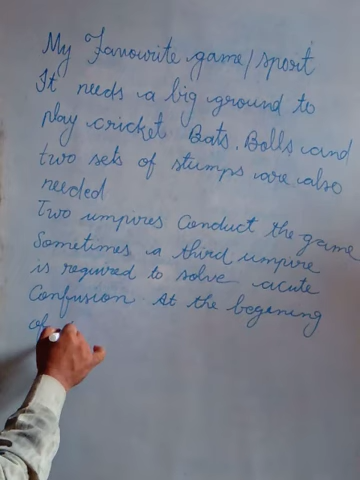 My Favourite game/sport
It needs a big ground to
play cricket Bats, Balls and
two sets of stumps are also
needed
Two umpires Conduct the game
Sometimes a third umpire
is required to solve acute
Confusion. At the begening
of